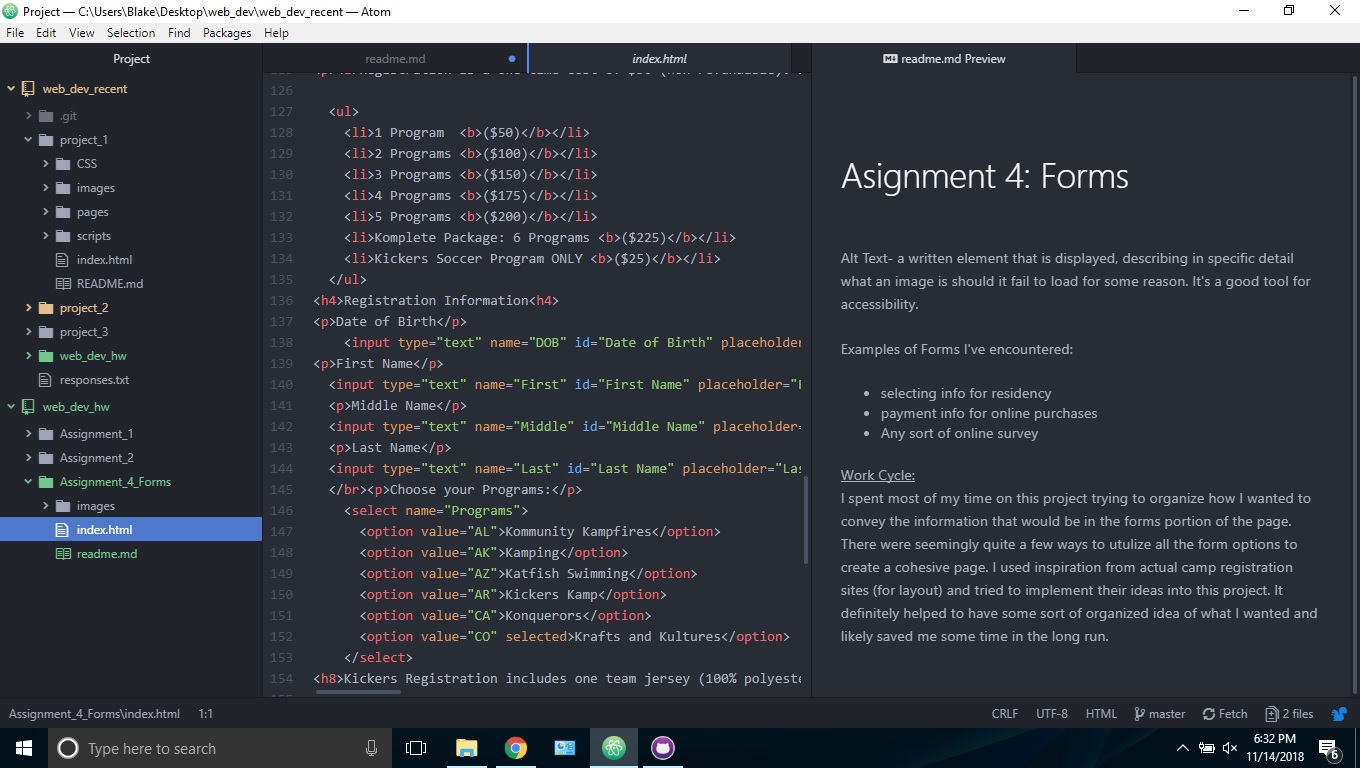 Project — C:\Users\Blake\Desktop\web_dev\web_dev_recent — Atom
File Edit View Selection Find Packages Help
Project
web_dev_recent
.git
project_1
CSS
images
pages
scripts
index.html
README.md
project_2
project_3
web_dev_hw
responses.txt
web_dev_hw
Assignment_1
Assignment_2
Assignment_4_Forms
images
index.html
readme.md
readme.md
index.html
126
127 <ul>
128 <li>1 Program  <b>($50)</b></li>
129 <li>2 Programs <b>($100)</b></li>
130 <li>3 Programs <b>($150)</b></li>
131 <li>4 Programs <b>($175)</b></li>
132 <li>5 Programs <b>($200)</b></li>
133 <li>Komplete Package: 6 Programs <b>($225)</b></li>
134 <li>Kickers Soccer Program ONLY <b>($25)</b></li>
135 </ul>
136 <h4>Registration Information<h4>
137 <p>Date of Birth</p>
138 <input type="text" name="DOB" id="Date of Birth" placeholder
139 <p>First Name</p>
140 <input type="text" name="First" id="First Name" placeholder="
141 <p>Middle Name</p>
142 <input type="text" name="Middle" id="Middle Name" placeholder=
143 <p>Last Name</p>
144 <input type="text" name="Last" id="Last Name" placeholder="Las
145 </br><p>Choose your Programs:</p>
146 <select name="Programs">
147 <option value="AL">Kommunity Kampfires</option>
148 <option value="AK">Kamping</option>
149 <option value="AZ">Katfish Swimming</option>
150 <option value="AR">Kickers Kamp</option>
151 <option value="CA">Konquerors</option>
152 <option value="CO" selected>Krafts and Kultures</option>
153 </select>
154 <h8>Kickers Registration includes one team jersey (100% polyeste
readme.md Preview
Asignment 4: Forms
Alt Text- a written element that is displayed, describing in specific detail
what an image is should it fail to load for some reason. It's a good tool for
accessibility.
Examples of Forms I've encountered:
selecting info for residency
payment info for online purchases
Any sort of online survey
Work Cycle:
I spent most of my time on this project trying to organize how I wanted to
convey the information that would be in the forms portion of the page.
There were seemingly quite a few ways to utulize all the form options to
create a cohesive page. I used inspiration from actual camp registration
sites (for layout) and tried to implement their ideas into this project. It
definitely helped to have some sort of organized idea of what I wanted and
likely saved me some time in the long run.
Assignment_4_Forms\index.html 1:1
CRLF UTF-8 HTML master Fetch 2 files
Type here to search
6:32 PM
11/14/2018
6